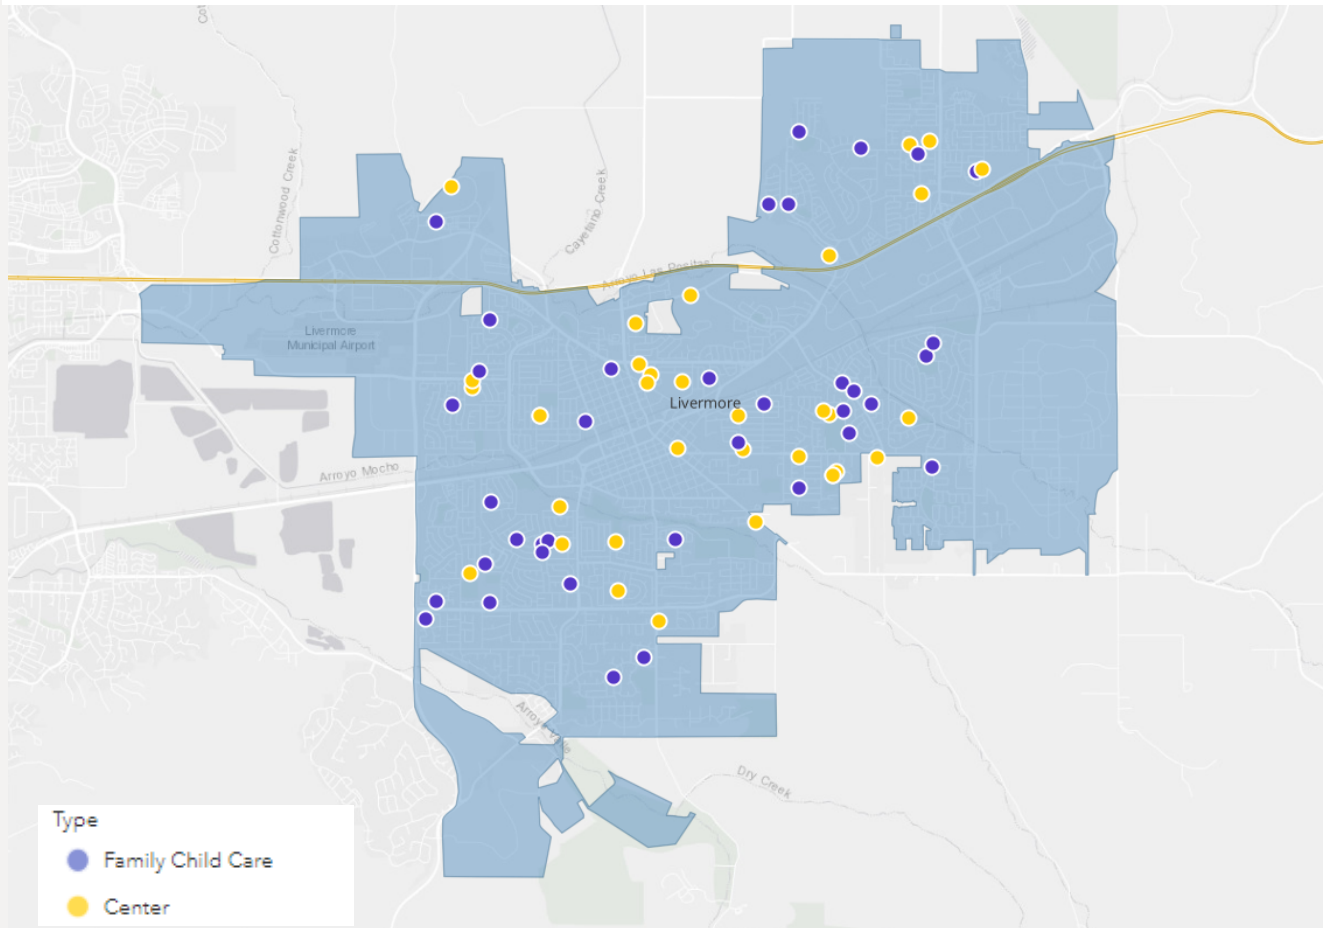 Cot
Cottonwood Creek
Cayetano Creek
Arroyo Las Positas
Livermore
Municipal Airport
Livermore
Arroyo Mocho
Arroyo Valle
Dry Creek
Type
Family Child Care
Center